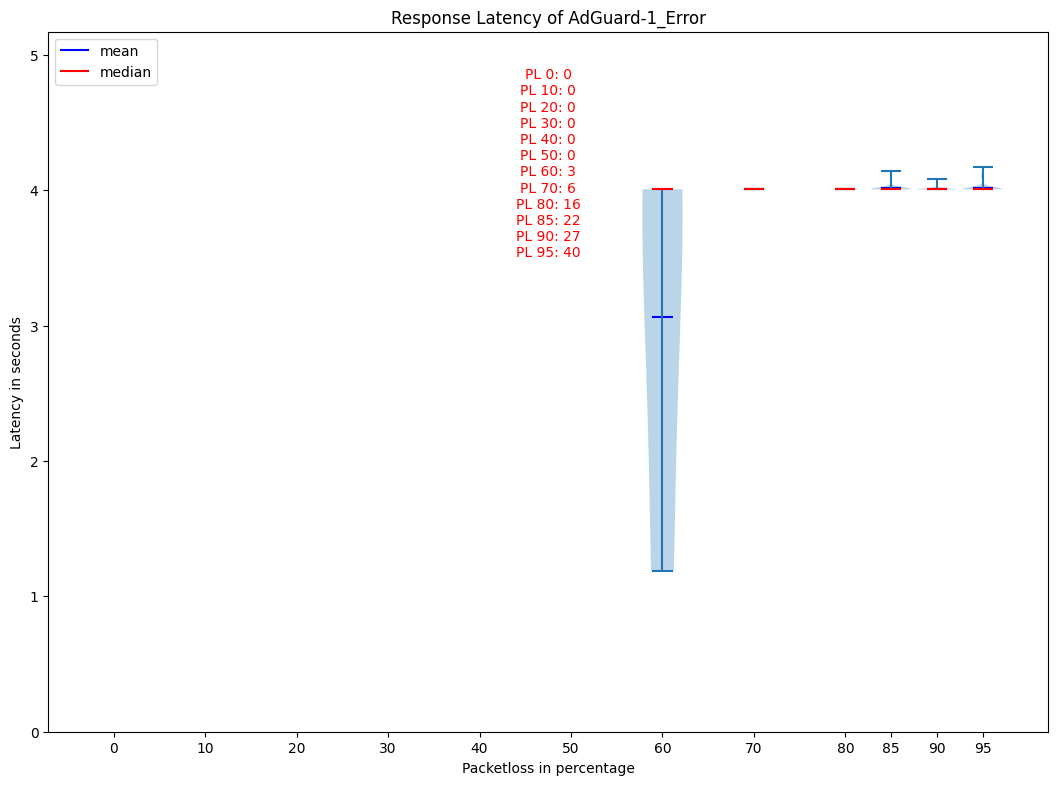 Response Latency of AdGuard-1_Error
mean
median
PL 0: 0
PL 10: 0
PL 20: 0
PL 30: 0
PL 40: 0
PL 50: 0
PL 60: 3
PL 70: 6
PL 80: 16
PL 85: 22
PL 90: 27
PL 95: 40
Latency in seconds
5
4
3
2
1
0
0 10 20 30 40 50 60 70 80 85 90 95
Packetloss in percentage